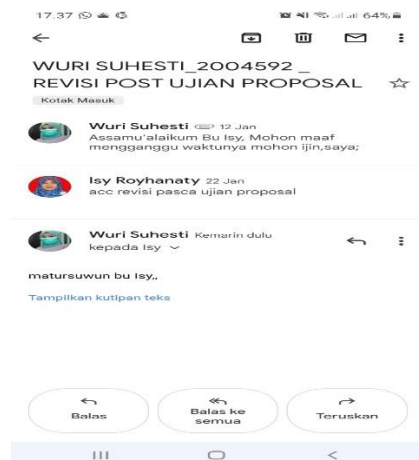 17.37 64%
WURI SUHESTI_2004592_
REVISI POST UJIAN PROPOSAL
Kotak Masuk
Wuri Suhesti 12 Jan
Assamu'alaikum Bu Isy, Mohon maaf
mengganggu waktunya mohon ijin,saya;
Isy Royhanaty 22 Jan
acc revisi pasca ujian proposal
Wuri Suhesti Kemarin dulu
kepada Isy
matursuwun bu Isy,,
Tampilkan kutipan teks
Balas
Balas ke
semua
Teruskan